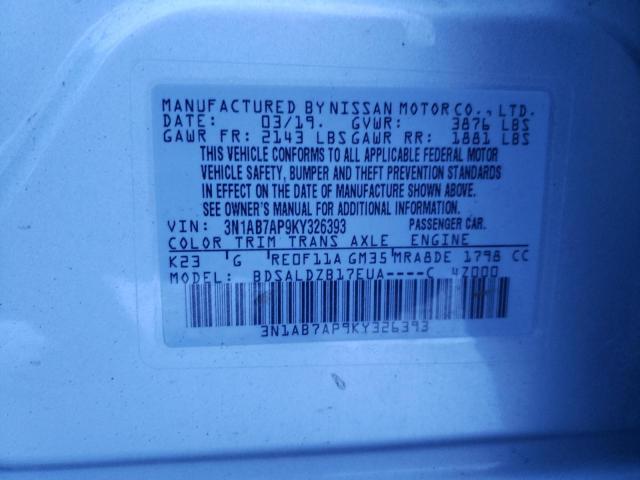 MANUFACTURED BY NISSAN MOTOR CO., LTD.
DATE: 03/19. GVWR: 3876 LBS
GAWR FR: 2143 LBS GAWR RR: 1881 LBS
THIS VEHICLE CONFORMS TO ALL APPLICABLE FEDERAL MOTOR
VEHICLE SAFETY, BUMPER AND THEFT PREVENTION STANDARDS
IN EFFECT ON THE DATE OF MANUFACTURE SHOWN ABOVE.
SEE OWNER'S MANUAL FOR ADDITIONAL INFORMATION.
VIN: 3N1AB7AP9KY326393 PASSENGER CAR.
COLOR TRIM TRANS AXLE ENGINE
K23 'G 'RE0F11A GM35 'MRA8DE 1798 CC
MODEL: BDSALDZB17EUA----C 4Z000
3N1AB7AP9KY326393